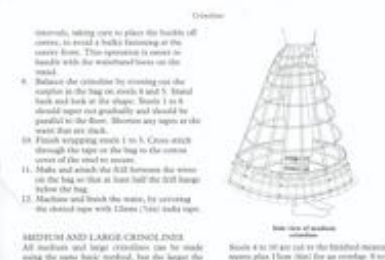 Crinoline
intervals, taking care to place the buckle off
centre, to avoid a bulky fastening at the
centre front. This operation is easier to
handle with the waistband loose on the
stand.
9. Balance the crinoline by evening out the
surplus in the bag on steels 4 and 5. Stand
back and look at the shape. Steels 1 to 8
should taper out gradually and should be
parallel to the floor. Shorten any tapes at the
waist that are slack.
10. Finish wrapping steels 1 to 5. Cross-stitch
through the tape or the bag to the cotton
cover of the steel to secure.
11. Make and attach the frill between the wires
on the bag so that at least half the frill hangs
below the bag.
12. Machine and finish the waist, by covering
the dotted tape with 12mm (½in) india tape.
MEDIUM AND LARGE CRINOLINES
All medium and large crinolines can be made
using the same basic method, but the larger the
Side view of medium
crinoline
Steels 4 to 10 are cut to the finished
plus 15cm (6in) for an overlap.